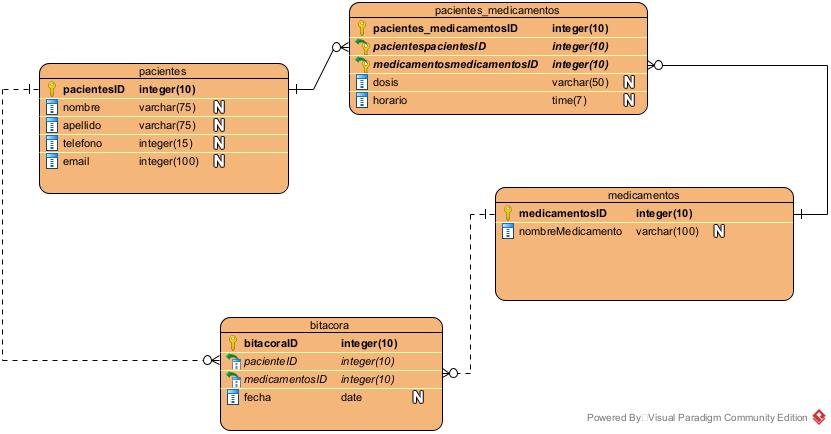 pacientes_medicamentos
pacientes_medicamentosID integer(10)
pacientespacientesID integer(10)
medicamentosmedicamentosID integer(10)
dosis varchar(50) N
horario time(7) N
pacientes
pacientesID integer(10)
nombre varchar(75) N
apellido varchar(75) N
telefono integer(15) N
email integer(100) N
medicamentos
medicamentosID integer(10)
nombreMedicamento varchar(100) N
bitacora
bitacoraID integer(10)
pacienteID integer(10)
medicamentosID integer(10)
fecha date N
Powered By Visual Paradigm Community Edition